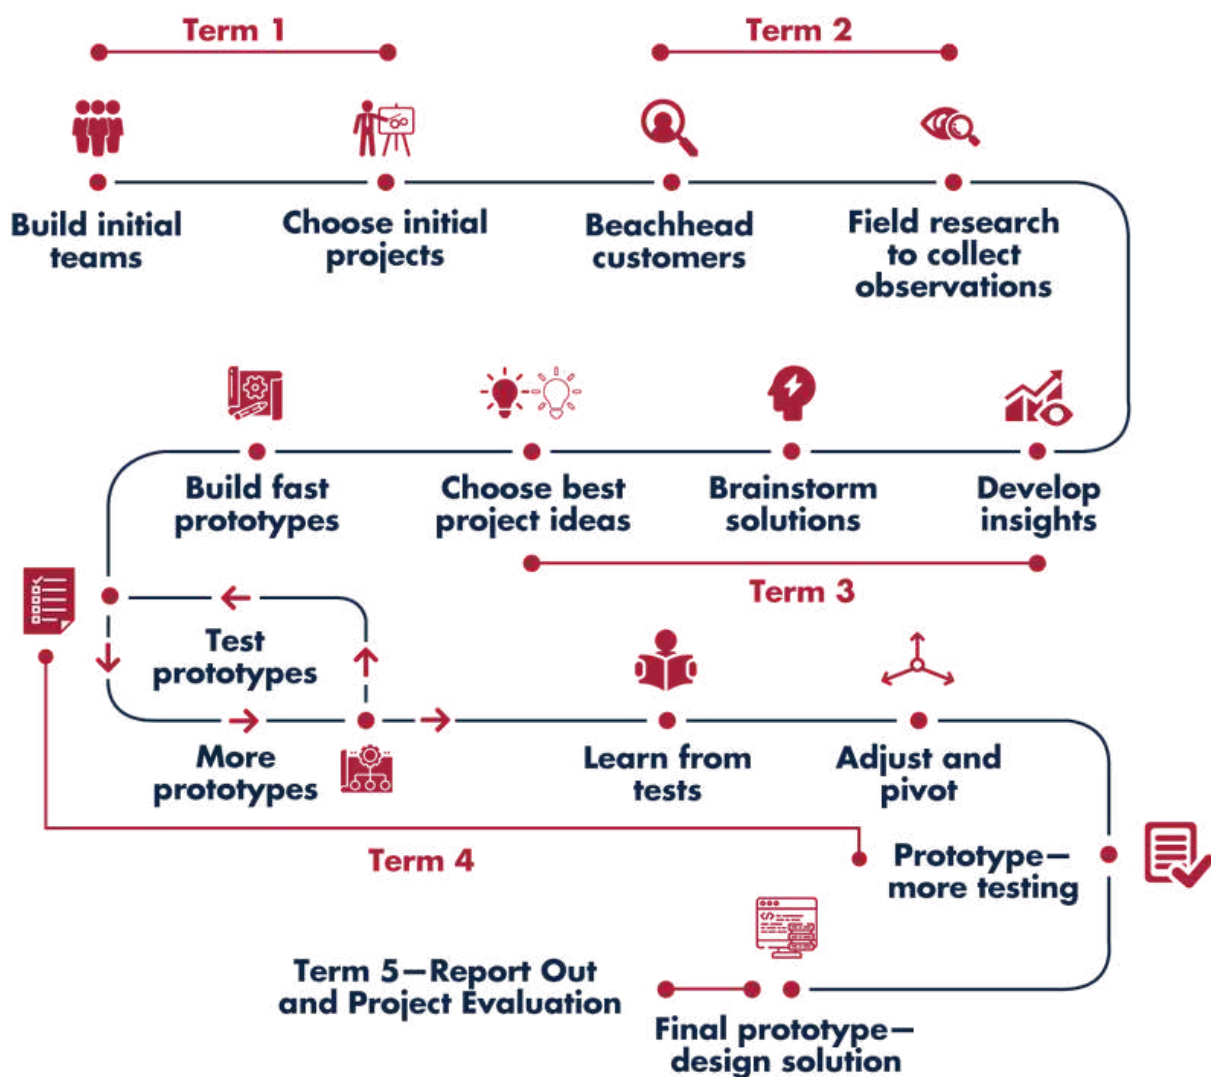 Term 1
Term 2
Build initial
teams
Choose initial
projects
Beachhead
customers
Field research
to collect
observations
Build fast
prototypes
Choose best
project ideas
Brainstorm
solutions
Develop
insights
Term 3
Test
prototypes
More
prototypes
Learn from
tests
Adjust and
pivot
Term 4
Prototype—
more testing
Term 5—Report Out
and Project Evaluation
Final prototype—
design solution